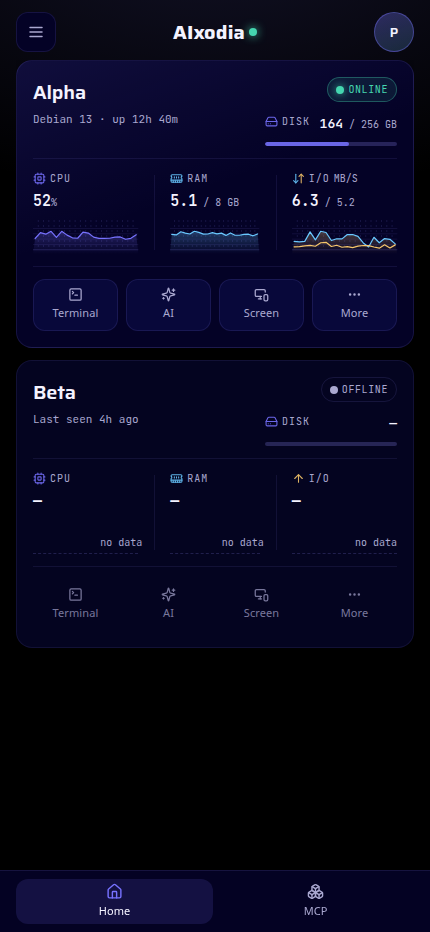 AIxodia
P
Alpha
ONLINE
Debian 13 · up 12h 40m
DISK 164 / 256 GB
CPU
52%
RAM
5.1 / 8 GB
I/O MB/S
6.3 / 5.2
Terminal
AI
Screen
More
Beta
OFFLINE
Last seen 4h ago
DISK —
CPU
—
no data
RAM
—
no data
I/O
—
no data
Terminal
AI
Screen
More
Home
MCP